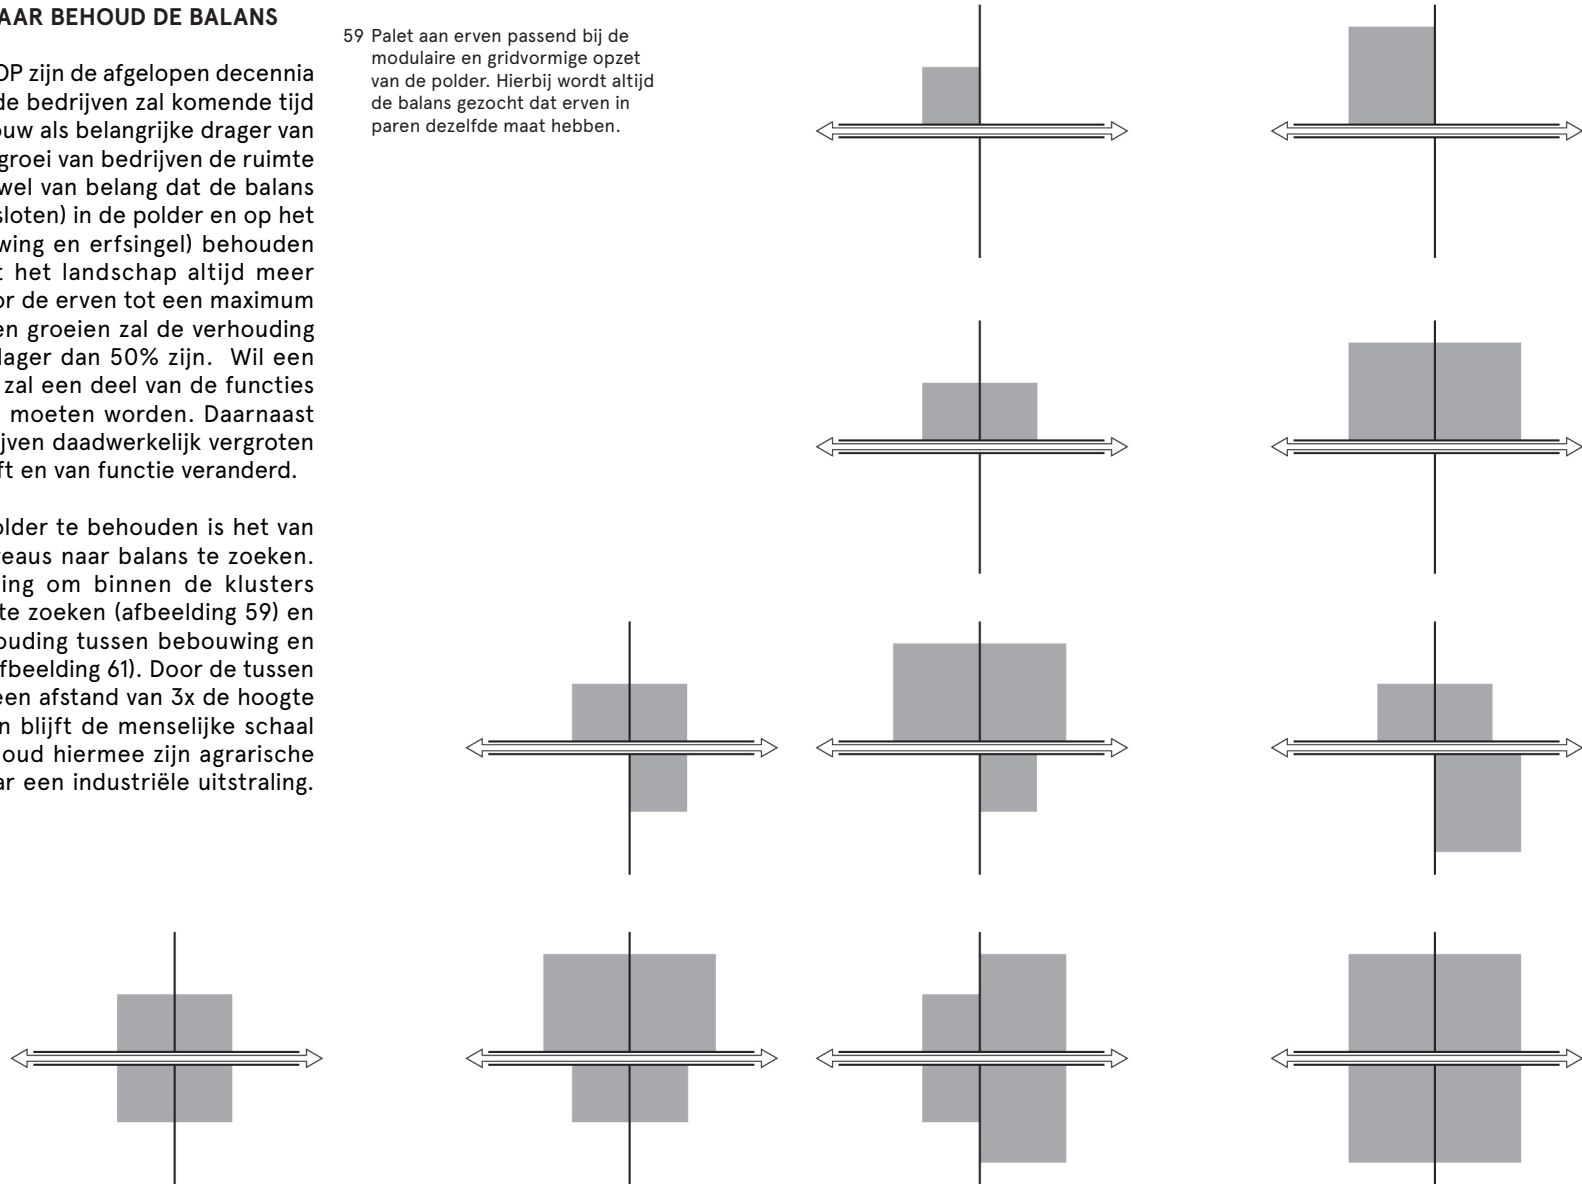 AAR BEHOUD DE BALANS
OP zijn de afgelopen decennia
de bedrijven zal komende tijd
ouw als belangrijke drager van
groei van bedrijven de ruimte
wel van belang dat de balans
sloten) in de polder en op het
wing en erfsingel) behouden
t het landschap altijd meer
or de erven tot een maximum
en groeien zal de verhouding
lager dan 50% zijn. Wil een
zal een deel van de functies
moeten worden. Daarnaast
ijven daadwerkelijk vergroten
ft en van functie veranderd.
older te behouden is het van
eaus naar balans te zoeken.
ing om binnen de klusters
te zoeken (afbeelding 59) en
ouding tussen bebouwing en
fbeelding 61). Door de tussen
een afstand van 3x de hoogte
n blijft de menselijke schaal
oud hiermee zijn agrarische
ar een industriële uitstraling.
59 Palet aan erven passend bij de
modulaire en gridvormige opzet
van de polder. Hierbij wordt altijd
de balans gezocht dat erven in
paren dezelfde maat hebben.